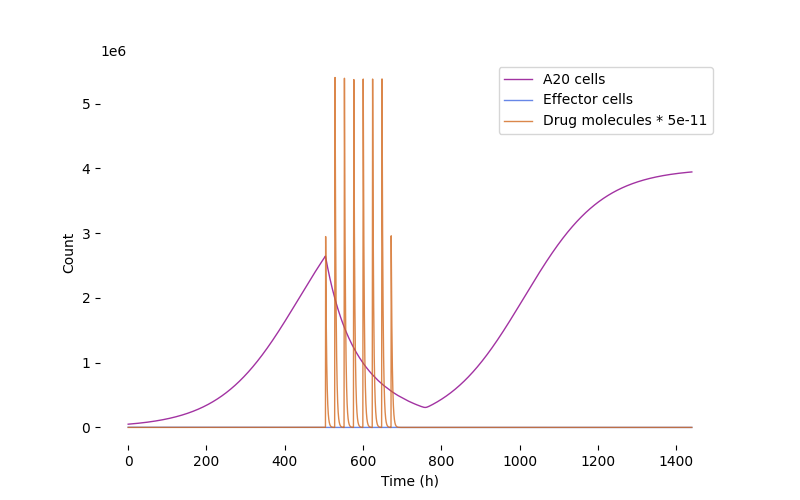 1e6
A20 cells
Effector cells
Drug molecules * 5e-11
5
4
3
2
1
0
Count
0 200 400 600 800 1000 1200 1400
Time (h)